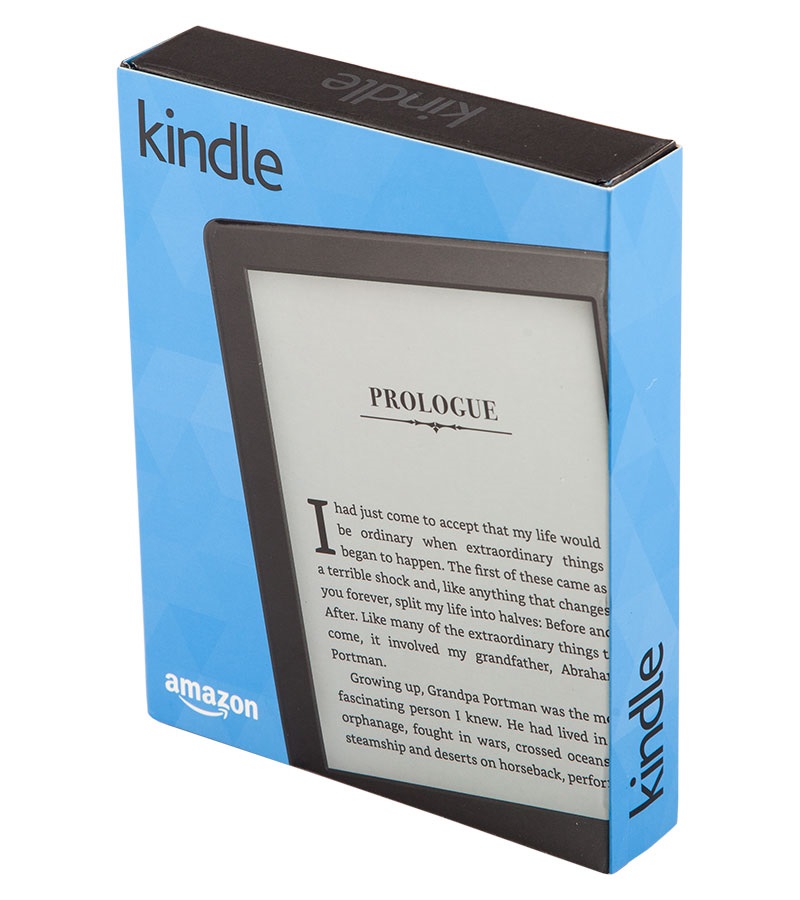 kindle
kindle
PROLOGUE
I had just come to accept that my life would
be ordinary when extraordinary things
began to happen. The first of these came as
a terrible shock and, like anything that changes
you forever, split my life into halves: Before and
After. Like many of the extraordinary things t
come, it involved my grandfather, Abraha
Portman.
Growing up, Grandpa Portman was the mo
fascinating person I knew. He had lived in
orphanage, fought in wars, crossed oceans
steamship and deserts on horseback, perfor
amazon
kindle